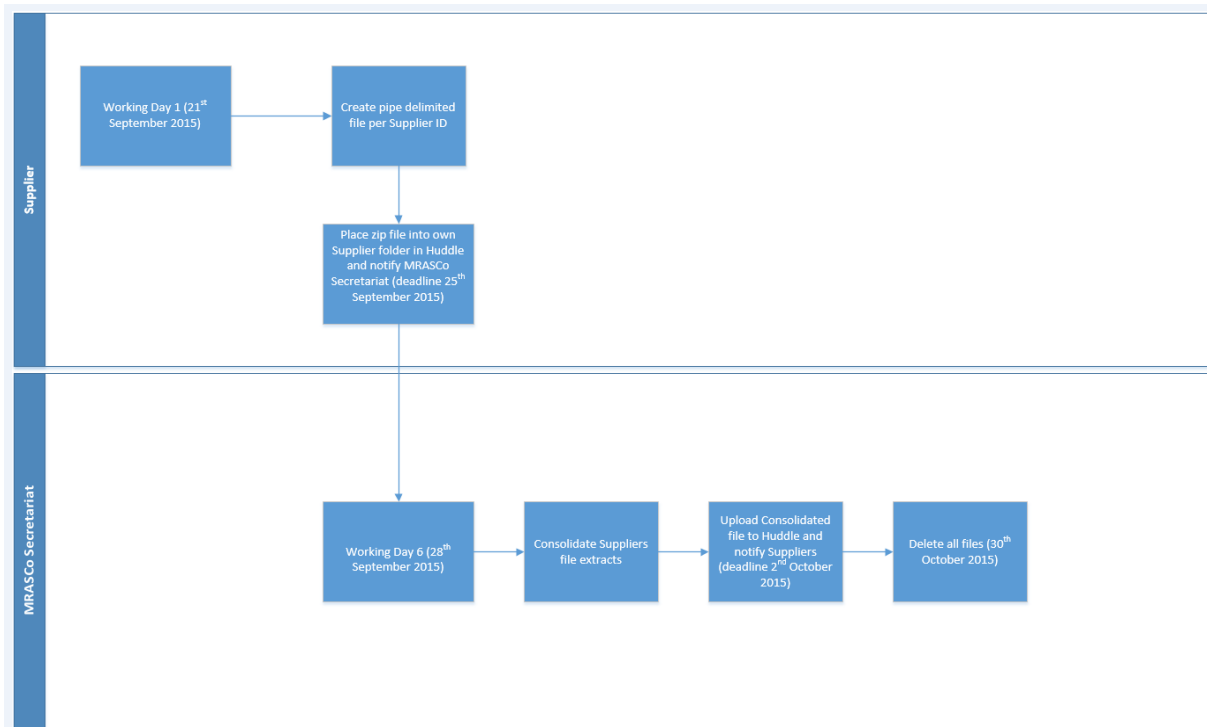 Supplier
Working Day 1 (21st
September 2015)
Create pipe delimited
file per Supplier ID
Place zip file into own
Supplier folder in Huddle
and notify MRASCo
Secretariat (deadline 25th
September 2015)
MRASCo Secretariat
Working Day 6 (28th
September 2015)
Consolidate Suppliers
file extracts
Upload Consolidated
file to Huddle and
notify Suppliers
(deadline 2nd October
2015)
Delete all files (30th
October 2015)